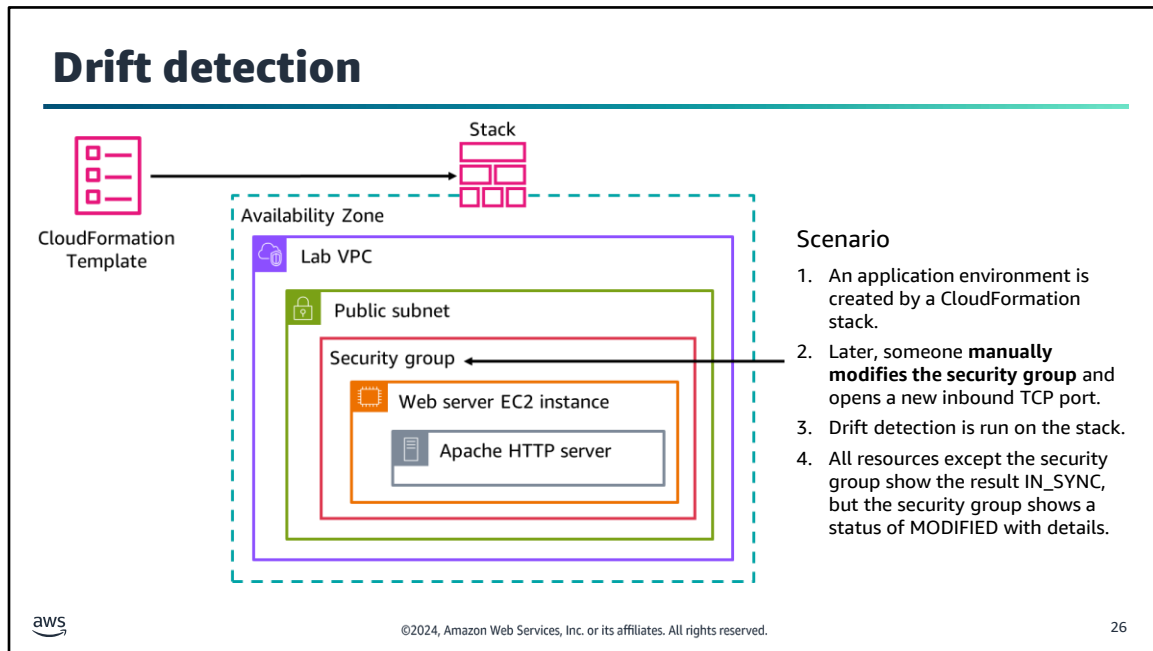 Drift detection
Stack
CloudFormation
Template
Availability Zone
Lab VPC
Public subnet
Security group
Web server EC2 instance
Apache HTTP server
Scenario
1. An application environment is
created by a CloudFormation
stack.
2. Later, someone manually
modifies the security group and
opens a new inbound TCP port.
3. Drift detection is run on the stack.
4. All resources except the security
group show the result IN_SYNC,
but the security group shows a
status of MODIFIED with details.
aws
©2024, Amazon Web Services, Inc. or its affiliates. All rights reserved.
26